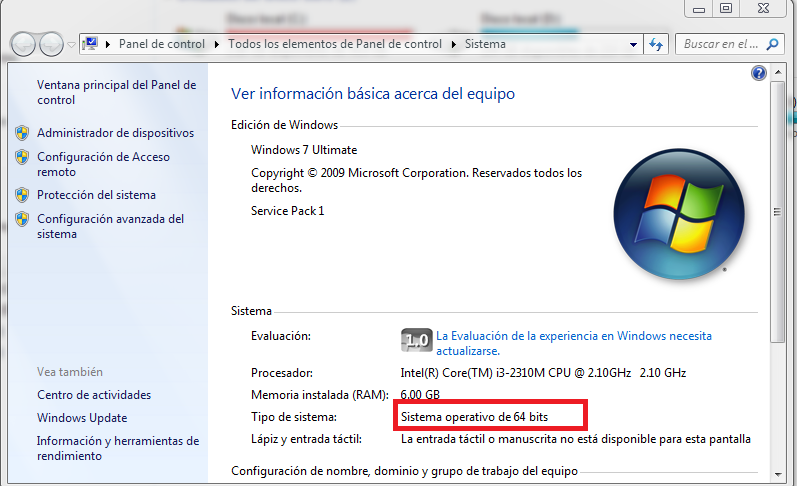 Disco local (C:)
Disco local (D:)
Panel de control
Todos los elementos de Panel de control
Sistema
Buscar en el ...
Ventana principal del Panel de
control
Administrador de dispositivos
Configuración de Acceso
remoto
Protección del sistema
Configuración avanzada del
sistema
Vea también
Centro de actividades
Windows Update
Información y herramientas de
rendimiento
Ver información básica acerca del equipo
Edición de Windows
Windows 7 Ultimate
Copyright © 2009 Microsoft Corporation. Reservados todos los
derechos.
Service Pack 1
Sistema
Evaluación:
1.0
La Evaluación de la experiencia en Windows necesita
actualizarse.
Procesador:
Intel(R) Core(TM) i3-2310M CPU @ 2.10GHz 2.10 GHz
Memoria instalada (RAM):
6.00 GB
Tipo de sistema:
Sistema operativo de 64 bits
Lápiz y entrada táctil:
La entrada táctil o manuscrita no está disponible para esta pantalla
Configuración de nombre, dominio y grupo de trabajo del equipo